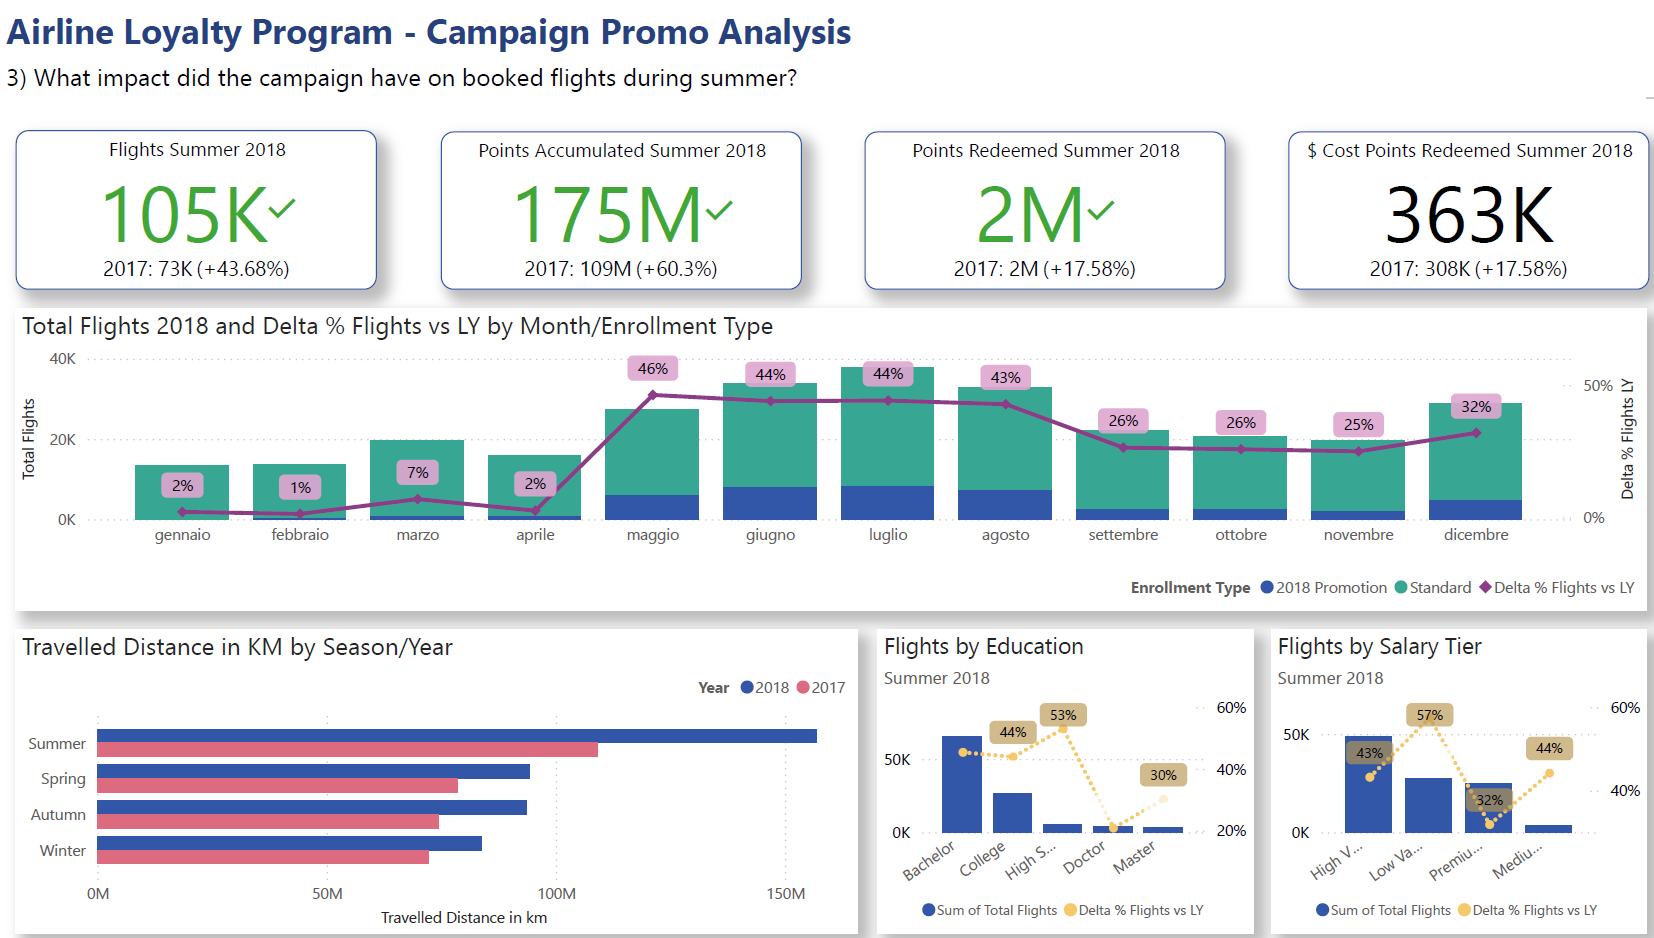 Airline Loyalty Program - Campaign Promo Analysis
3) What impact did the campaign have on booked flights during summer?
Flights Summer 2018
105K
2017: 73K (+43.68%)
Points Accumulated Summer 2018
175M
2017: 109M (+60.3%)
Points Redeemed Summer 2018
2M
2017: 2M (+17.58%)
$ Cost Points Redeemed Summer 2018
363K
2017: 308K (+17.58%)
Total Flights 2018 and Delta % Flights vs LY by Month/Enrollment Type
Total Flights
40K
20K
0K
2%
1%
7%
2%
46%
44%
44%
43%
26%
26%
25%
32%
50%
0%
Delta % Flights LY
gennaio
febbraio
marzo
aprile
maggio
giugno
luglio
agosto
settembre
ottobre
novembre
dicembre
Enrollment Type 2018 Promotion Standard Delta % Flights vs LY
Travelled Distance in KM by Season/Year
Year 2018 2017
Summer
Spring
Autumn
Winter
0M
50M
100M
150M
Travelled Distance in km
Flights by Education
Summer 2018
50K
0K
44%
53%
30%
60%
40%
20%
Bachelor
College
High S...
Doctor
Master
Sum of Total Flights Delta % Flights vs LY
Flights by Salary Tier
Summer 2018
50K
0K
43%
57%
32%
44%
60%
40%
High V...
Low Va...
Premiu...
Mediu...
Sum of Total Flights Delta % Flights vs LY